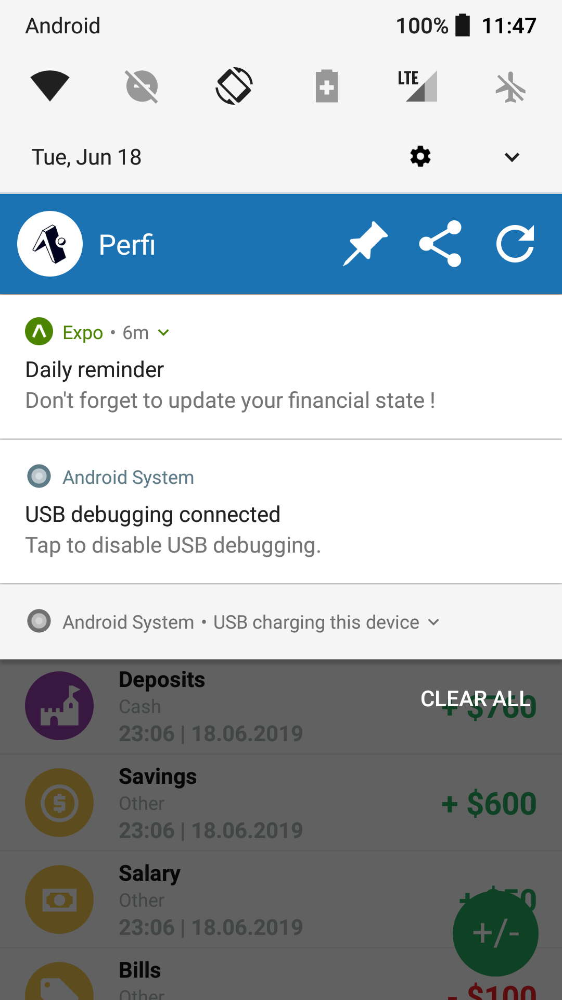 Android 100% 11:47
LTE
Tue, Jun 18
Perfi
Expo • 6m
Daily reminder
Don't forget to update your financial state !
Android System
USB debugging connected
Tap to disable USB debugging.
Android System • USB charging this device
Deposits
CLEAR ALL
Cash
+ $760
23:06 | 18.06.2019
Savings
Other
+ $600
23:06 | 18.06.2019
Salary
Other
+ $50
23:06 | 18.06.2019
+/-
Bills
Other
- $100